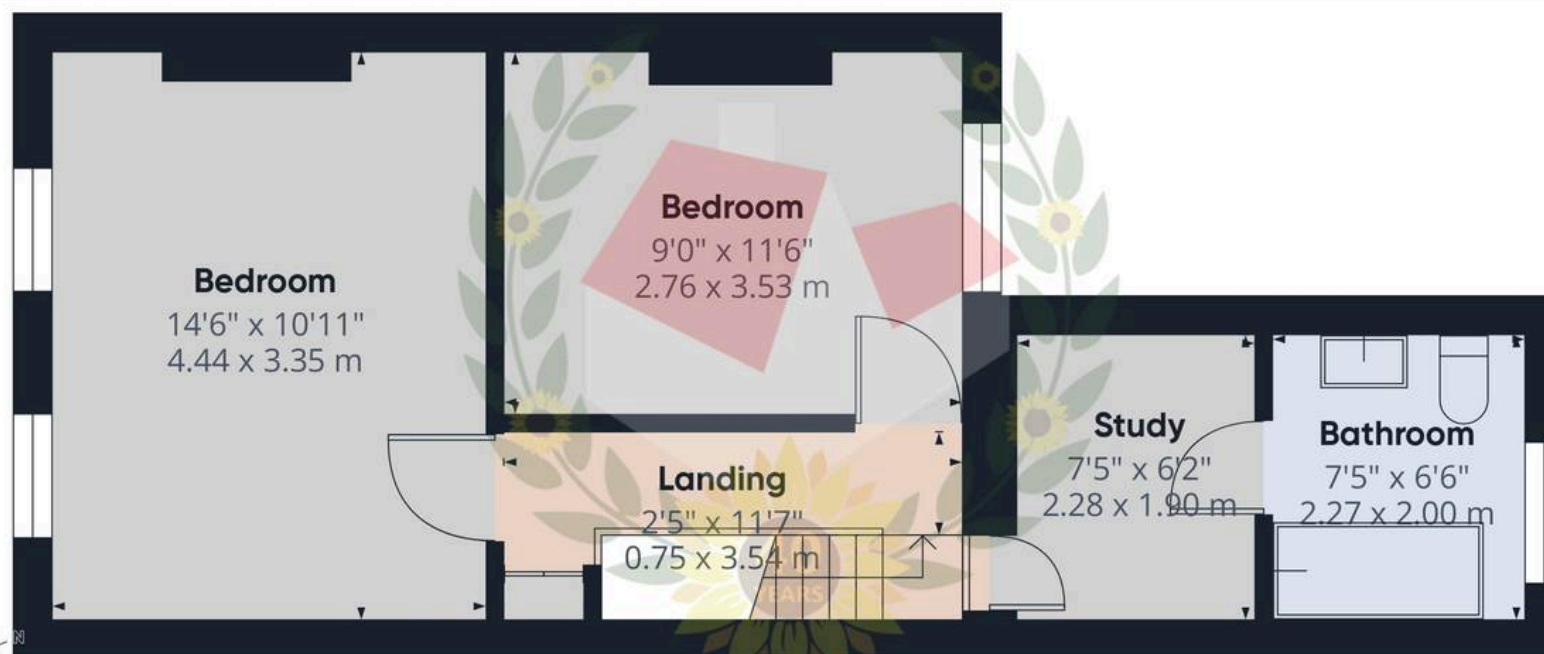 Bedroom
14'6" x 10'11"
4.44 x 3.35 m
Bedroom
9'0" x 11'6"
2.76 x 3.53 m
Landing
2'5" x 11'7"
0.75 x 3.54 m
Study
7'5" x 6'2"
2.28 x 1.90 m
Bathroom
7'5" x 6'6"
2.27 x 2.00 m
YEARS
N